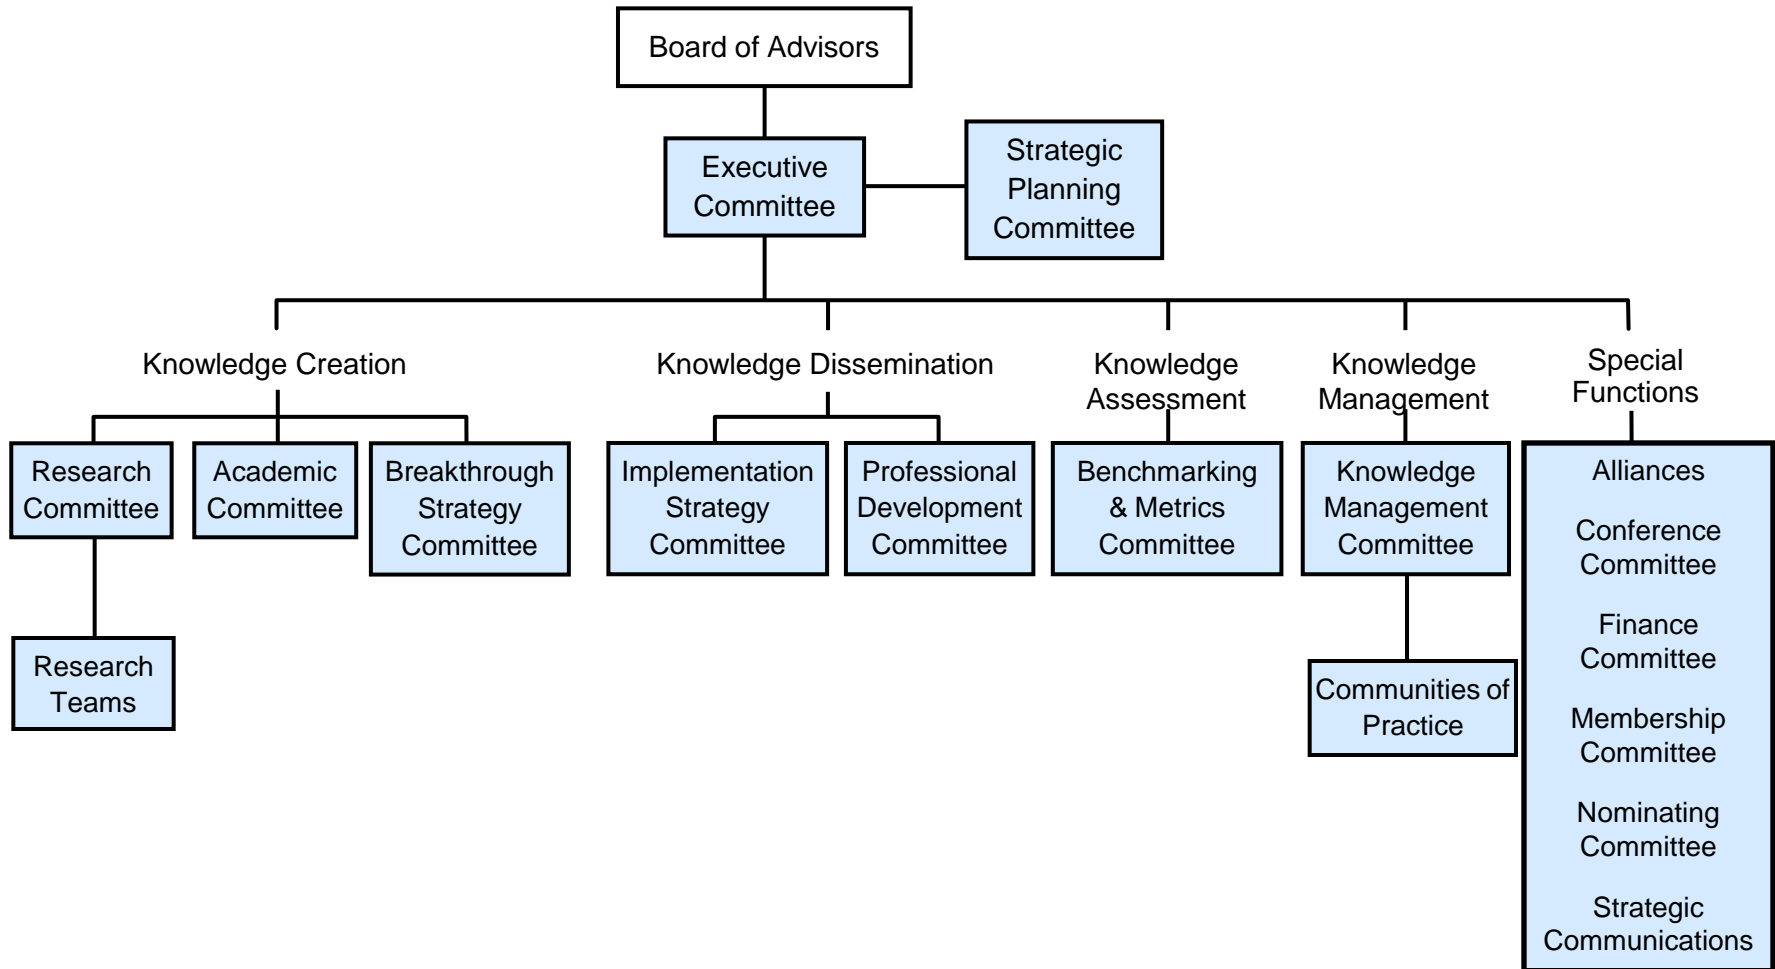 Board of Advisors
Executive
Committee
Strategic
Planning
Committee
Knowledge Creation
Knowledge Dissemination
Knowledge
Assessment
Knowledge
Management
Special
Functions
Research
Committee
Academic
Committee
Breakthrough
Strategy
Committee
Implementation
Strategy
Committee
Professional
Development
Committee
Benchmarking
& Metrics
Committee
Knowledge
Management
Committee
Alliances
Conference
Committee
Finance
Committee
Membership
Committee
Nominating
Committee
Strategic
Communications
Research
Teams
Communities of
Practice